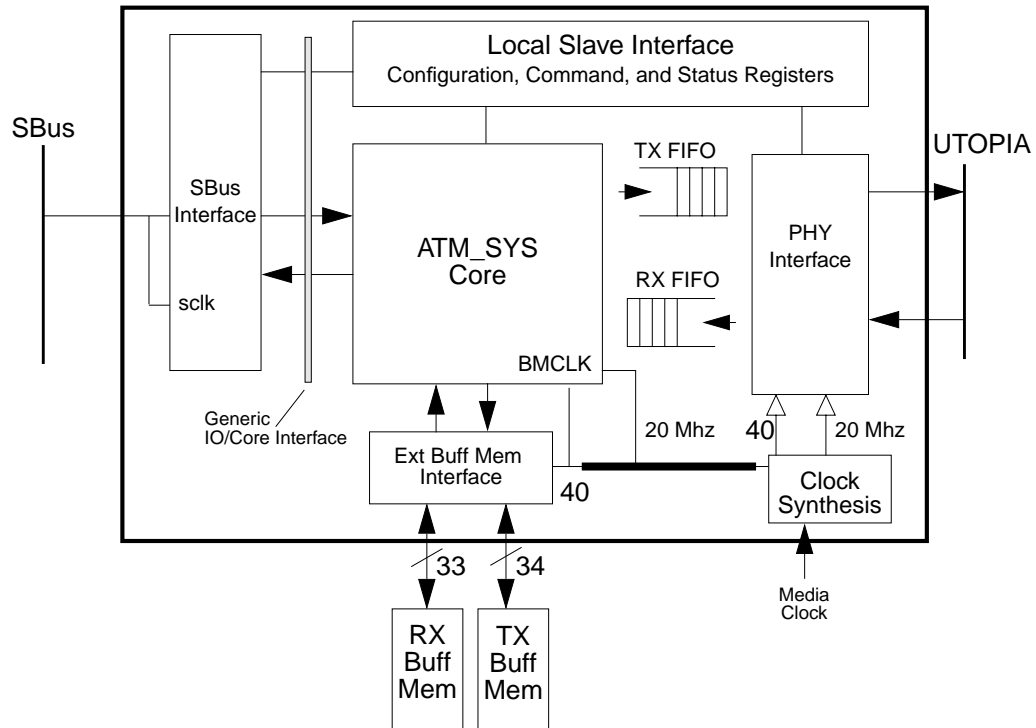 Local Slave Interface
Configuration, Command, and Status Registers
SBus
UTOPIA
TX FIFO
SBus
Interface
PHY
Interface
ATM_SYS
Core
RX FIFO
sclk
BMCLK
Generic
IO/Core Interface
20 Mhz
40
20 Mhz
Ext Buff Mem
Interface
40
Clock
Synthesis
33
34
Media
Clock
RX
Buff
Mem
TX
Buff
Mem